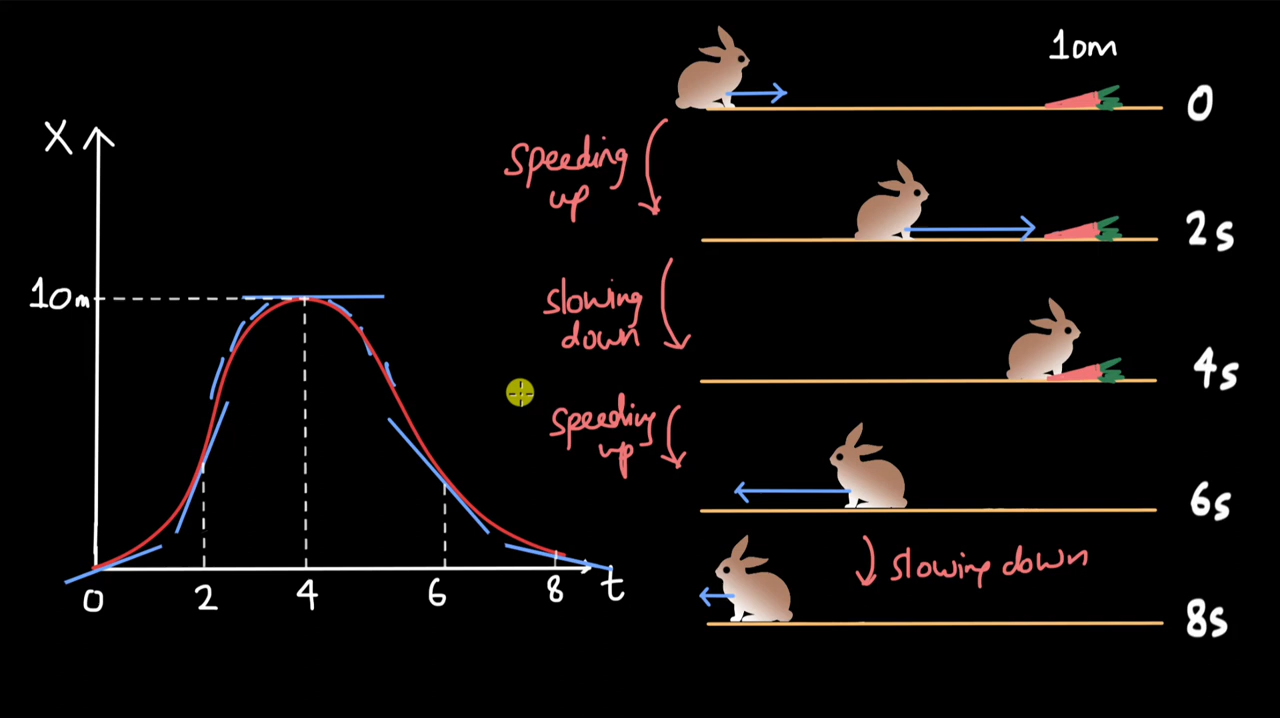 X
10m
0
2
4
6
8
t
10m
0
speeding
up
2s
slowing
down
4s
speeding
up
6s
slowing down
8s